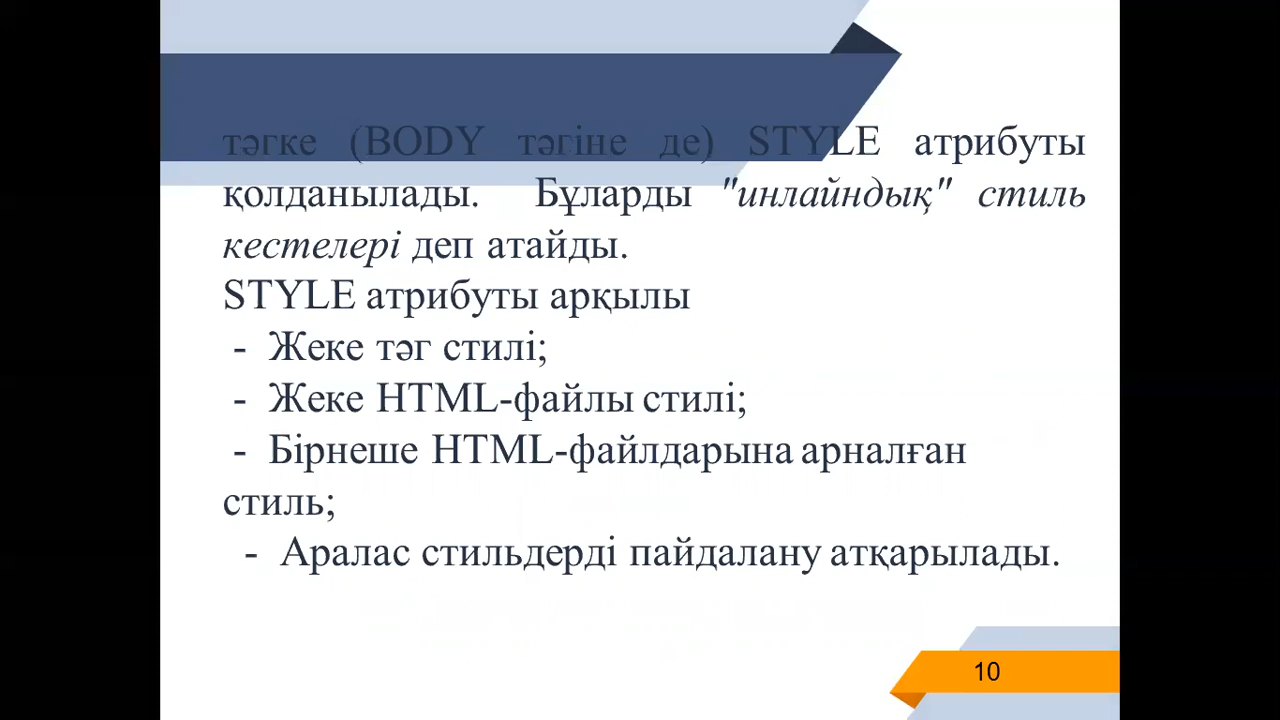 тәгке (BODY тәгіне де) STYLE атрибуты
қолданылады. Бұларды "инлайндық" стиль
кестелері деп атайды.
STYLE атрибуты арқылы
- Жеке тәг стилі;
- Жеке HTML-файлы стилі;
- Бірнеше HTML-файлдарына арналған
стиль;
- Аралас стильдерді пайдалану атқарылады.
10